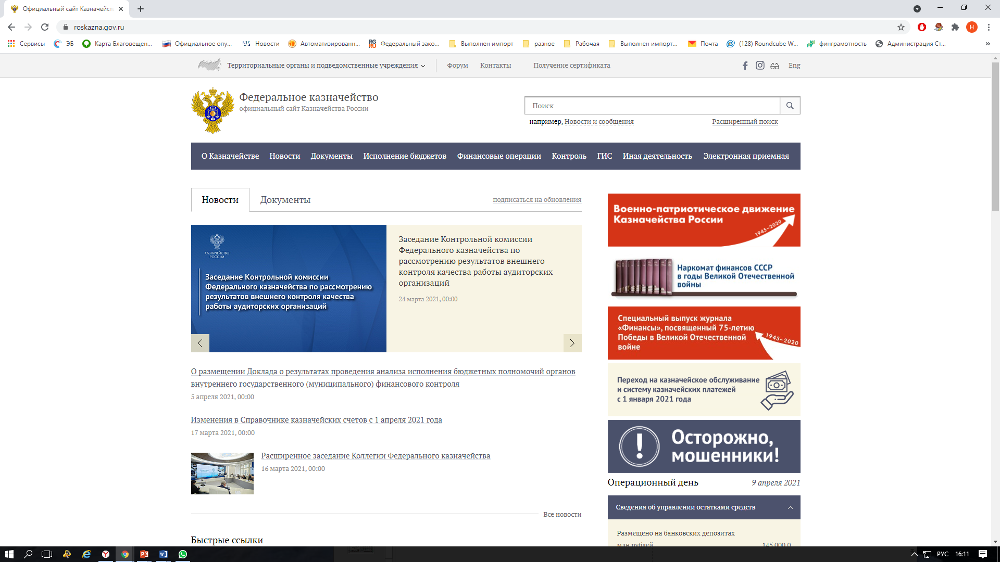 Официальный сайт Казначейст
roskazna.gov.ru
Н
Сервисы
ЭБ
Карта Благовещен...
Официальное опу...
Новости
Автоматизированн...
Федеральный зако...
Выполнен импорт
разное
Рабочая
Выполнен импорт...
Почта
(128) Roundcube W...
финграмотность
Администрация Ст...
Территориальные органы и подведомственные учреждения
Форум
Контакты
Получение сертификата
Eng
Федеральное казначейство
официальный сайт Казначейства России
Поиск
например, Новости и сообщения
Расширенный поиск
О Казначействе
Новости
Документы
Исполнение бюджетов
Финансовые операции
Контроль
ГИС
Иная деятельность
Электронная приемная
Новости
Документы
подписаться на обновления
КАЗНАЧЕЙСТВО
РОССИИ
Заседание Контрольной комиссии
Федерального казначейства по рассмотрению
результатов внешнего контроля качества
работы аудиторских организаций
Заседание Контрольной комиссии
Федерального казначейства по
рассмотрению результатов внешнего
контроля качества работы аудиторских
организаций
24 марта 2021, 00:00
О размещении Доклада о результатах проведения анализа исполнения бюджетных полномочий органов
внутреннего государственного (муниципального) финансового контроля
5 апреля 2021, 00:00
Изменения в Справочнике казначейских счетов с 1 апреля 2021 года
17 марта 2021, 00:00
Расширенное заседание Коллегии Федерального казначейства
16 марта 2021, 00:00
Все новости
Быстрые ссылки
Военно-патриотическое движение
Казначейства России
1945-2020
Наркомат финансов СССР
в годы Великой Отечественной
войны
Специальный выпуск журнала
«Финансы», посвященный 75-летию
Победы в Великой Отечественной
войне
1945-2020
Переход на казначейское обслуживание
и систему казначейских платежей
с 1 января 2021 года
Осторожно,
мошенники!
Операционный день
9 апреля 2021
Сведения об управлении остатками средств
Размещено на банковских депозитах
млн рублей
145 000,0
РУС
16:11